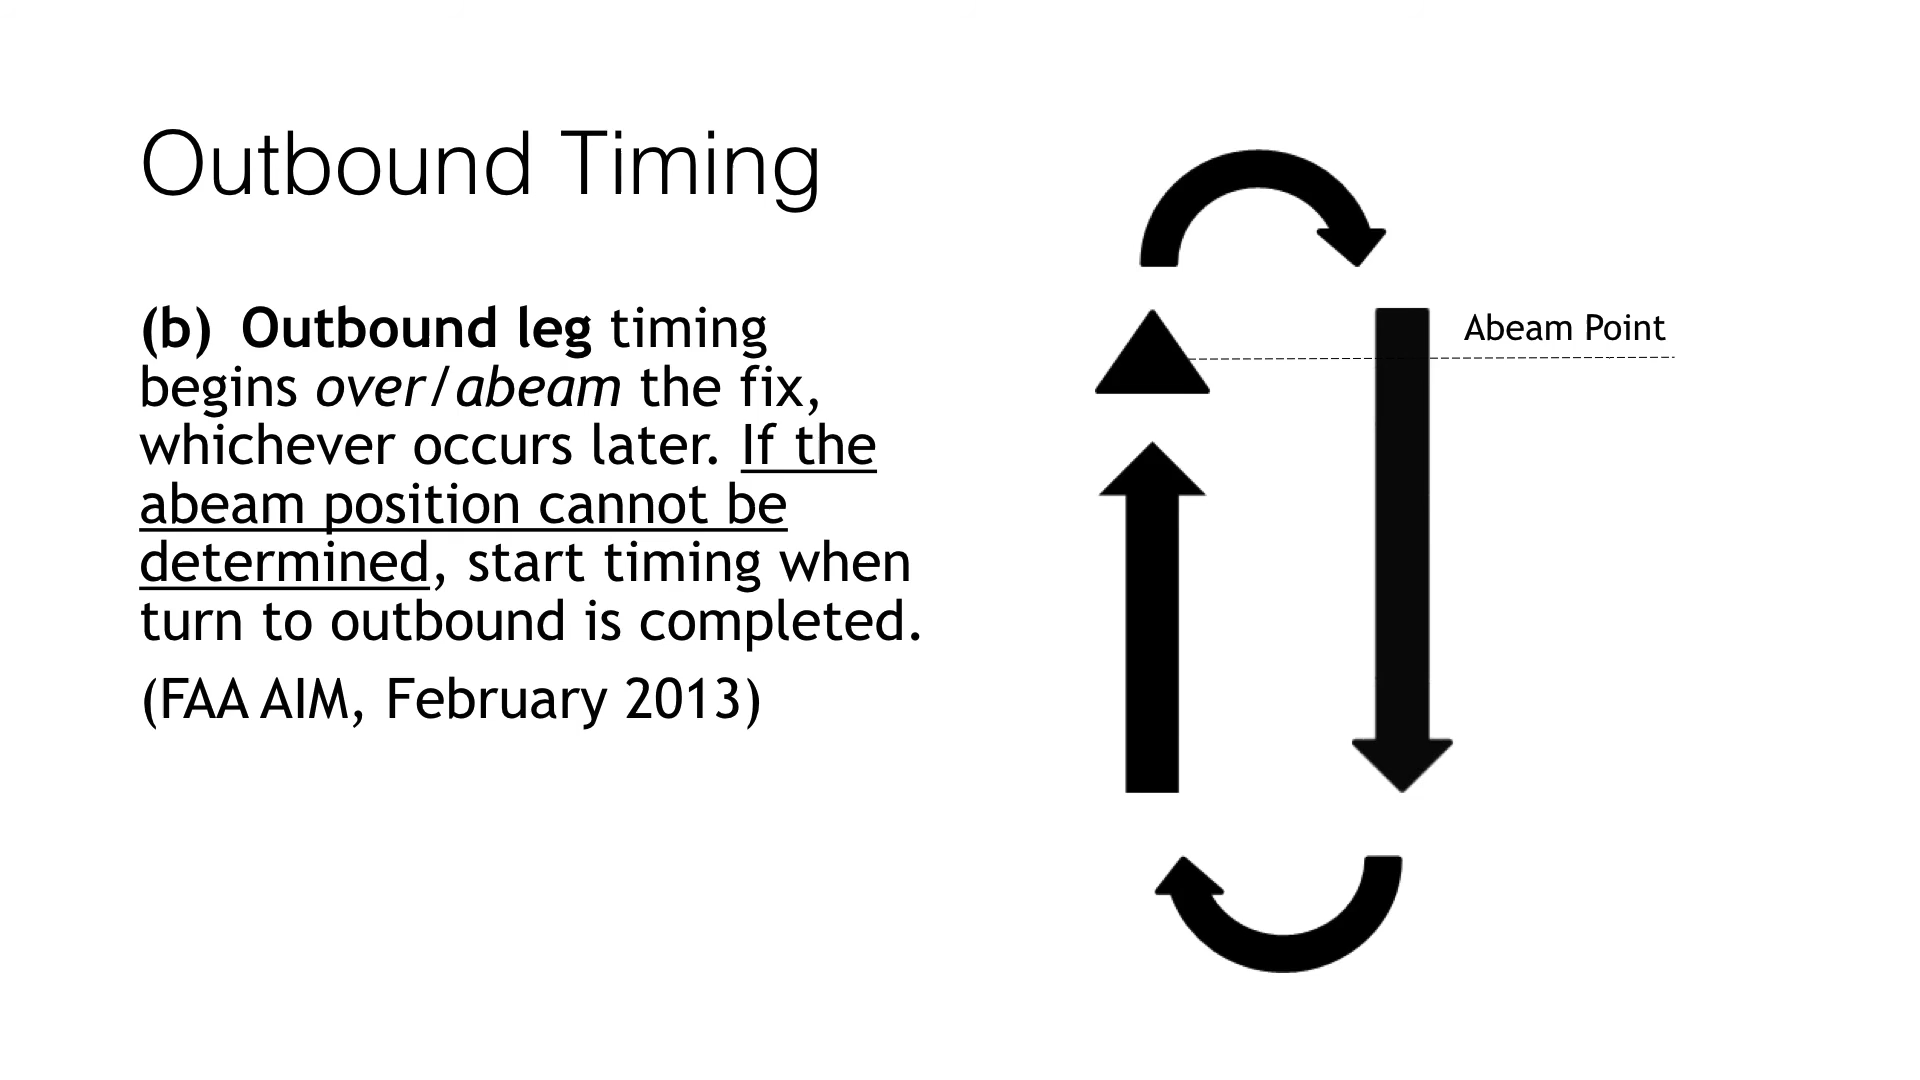 Outbound Timing
(b) Outbound leg timing
begins over/abeam the fix,
whichever occurs later. If the
abeam position cannot be
determined, start timing when
turn to outbound is completed.
(FAA AIM, February 2013)
Abeam Point